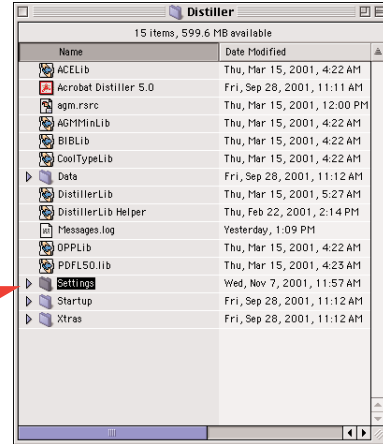 Distiller
15 items, 599.6 MB available
Name Date Modified
ACELib Thu, Mar 15, 2001, 4:22 AM
Acrobat Distiller 5.0 Fri, Sep 28, 2001, 11:11 AM
agm.rsrc Thu, Mar 15, 2001, 12:00 PM
AGMMinLib Thu, Mar 15, 2001, 4:22 AM
BIBLib Thu, Mar 15, 2001, 4:22 AM
CoolTypeLib Thu, Mar 15, 2001, 4:22 AM
Data Fri, Sep 28, 2001, 11:12 AM
DistillerLib Thu, Mar 15, 2001, 5:27 AM
DistillerLib Helper Thu, Feb 22, 2001, 2:14 PM
Messages.log Yesterday, 1:09 PM
OPPLib Thu, Mar 15, 2001, 4:22 AM
PDFL50.lib Thu, Mar 15, 2001, 4:23 AM
Settings Wed, Nov 7, 2001, 11:57 AM
Startup Fri, Sep 28, 2001, 11:12 AM
Xtras Fri, Sep 28, 2001, 11:12 AM